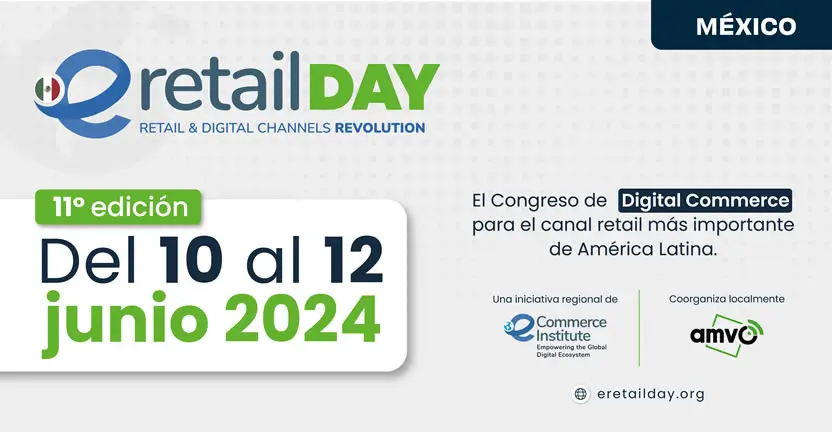 MÉXICO
eretailDAY
RETAIL & DIGITAL CHANNELS REVOLUTION
11º edición
Del 10 al 12
junio 2024
El Congreso de Digital Commerce
para el canal retail más importante
de América Latina.
Una iniciativa regional de
eCommerce
Institute
Empowering the Global
Digital Ecosystem
Coorganiza localmente
amvo
eretailday.org